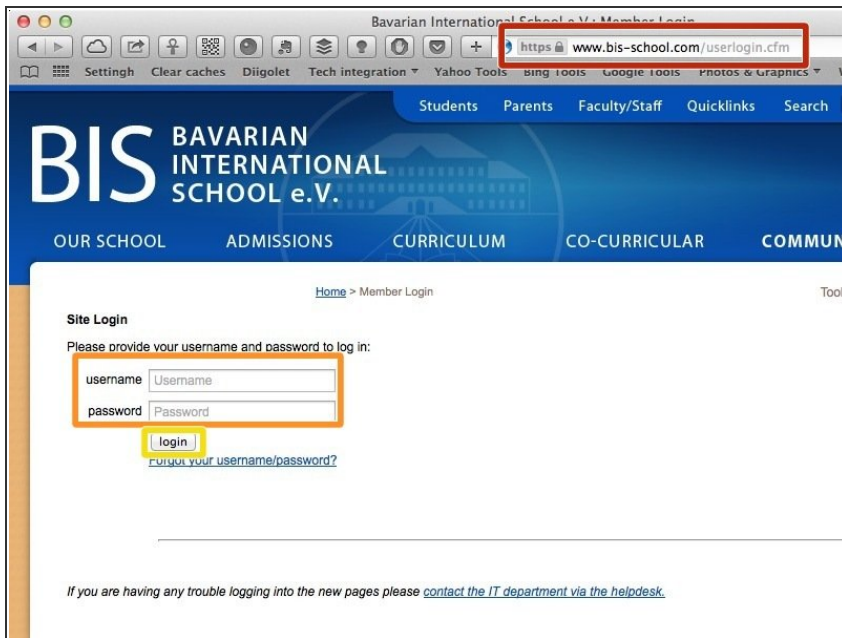 Bavarian International School e.V.: Member Login
https www.bis-school.com/userlogin.cfm
Settingh Clear caches Diigolet Tech integration Yahoo Tools Bing Tools Google Tools Photos & Graphics
Students Parents Faculty/Staff Quicklinks Search
BIS BAVARIAN
INTERNATIONAL
SCHOOL e.V.
OUR SCHOOL ADMISSIONS CURRICULUM CO-CURRICULAR COMMUN
Home > Member Login Tool
Site Login
Please provide your username and password to log in:
username Username
password Password
login
Forgot your username/password?
If you are having any trouble logging into the new pages please contact the IT department via the helpdesk.